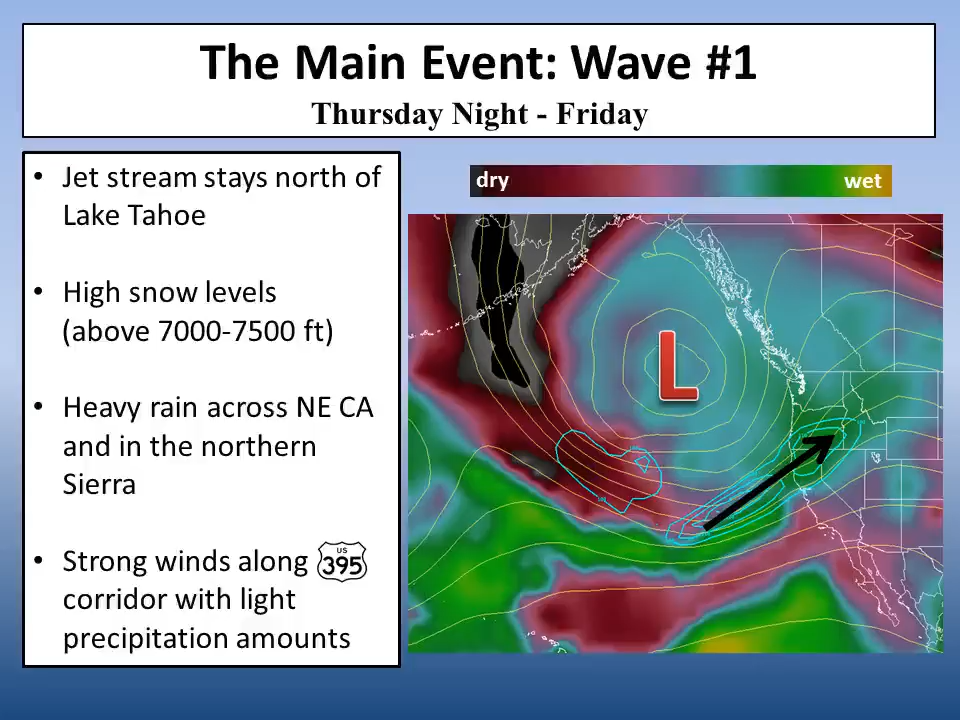 The Main Event: Wave #1
Thursday Night - Friday
• Jet stream stays north of
Lake Tahoe
• High snow levels
(above 7000-7500 ft)
• Heavy rain across NE CA
and in the northern
Sierra
• Strong winds along US 395
corridor with light
precipitation amounts
dry wet
L